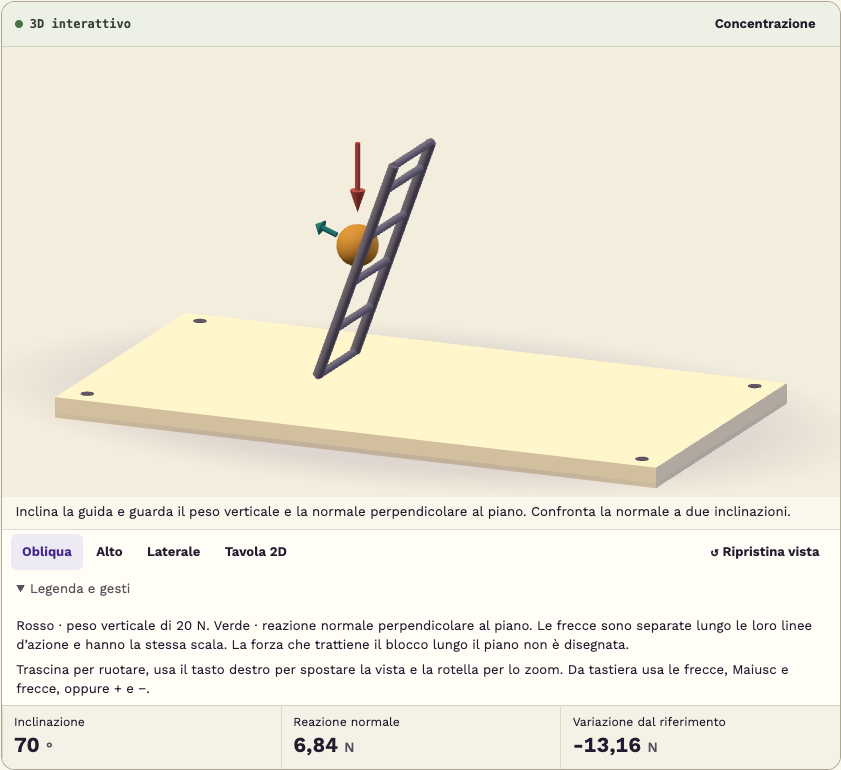 3D interattivo
Concentrazione
Inclina la guida e guarda il peso verticale e la normale perpendicolare al piano. Confronta la normale a due inclinazioni.
Obliqua Alto Laterale Tavola 2D ↺ Ripristina vista
▼ Legenda e gesti
Rosso · peso verticale di 20 N. Verde · reazione normale perpendicolare al piano. Le frecce sono separate lungo le loro linee
d’azione e hanno la stessa scala. La forza che trattiene il blocco lungo il piano non è disegnata.
Trascina per ruotare, usa il tasto destro per spostare la vista e la rotella per lo zoom. Da tastiera usa le frecce, Maiusc e
frecce, oppure + e −.
Inclinazione
70 °
Reazione normale
6,84 N
Variazione dal riferimento
-13,16 N